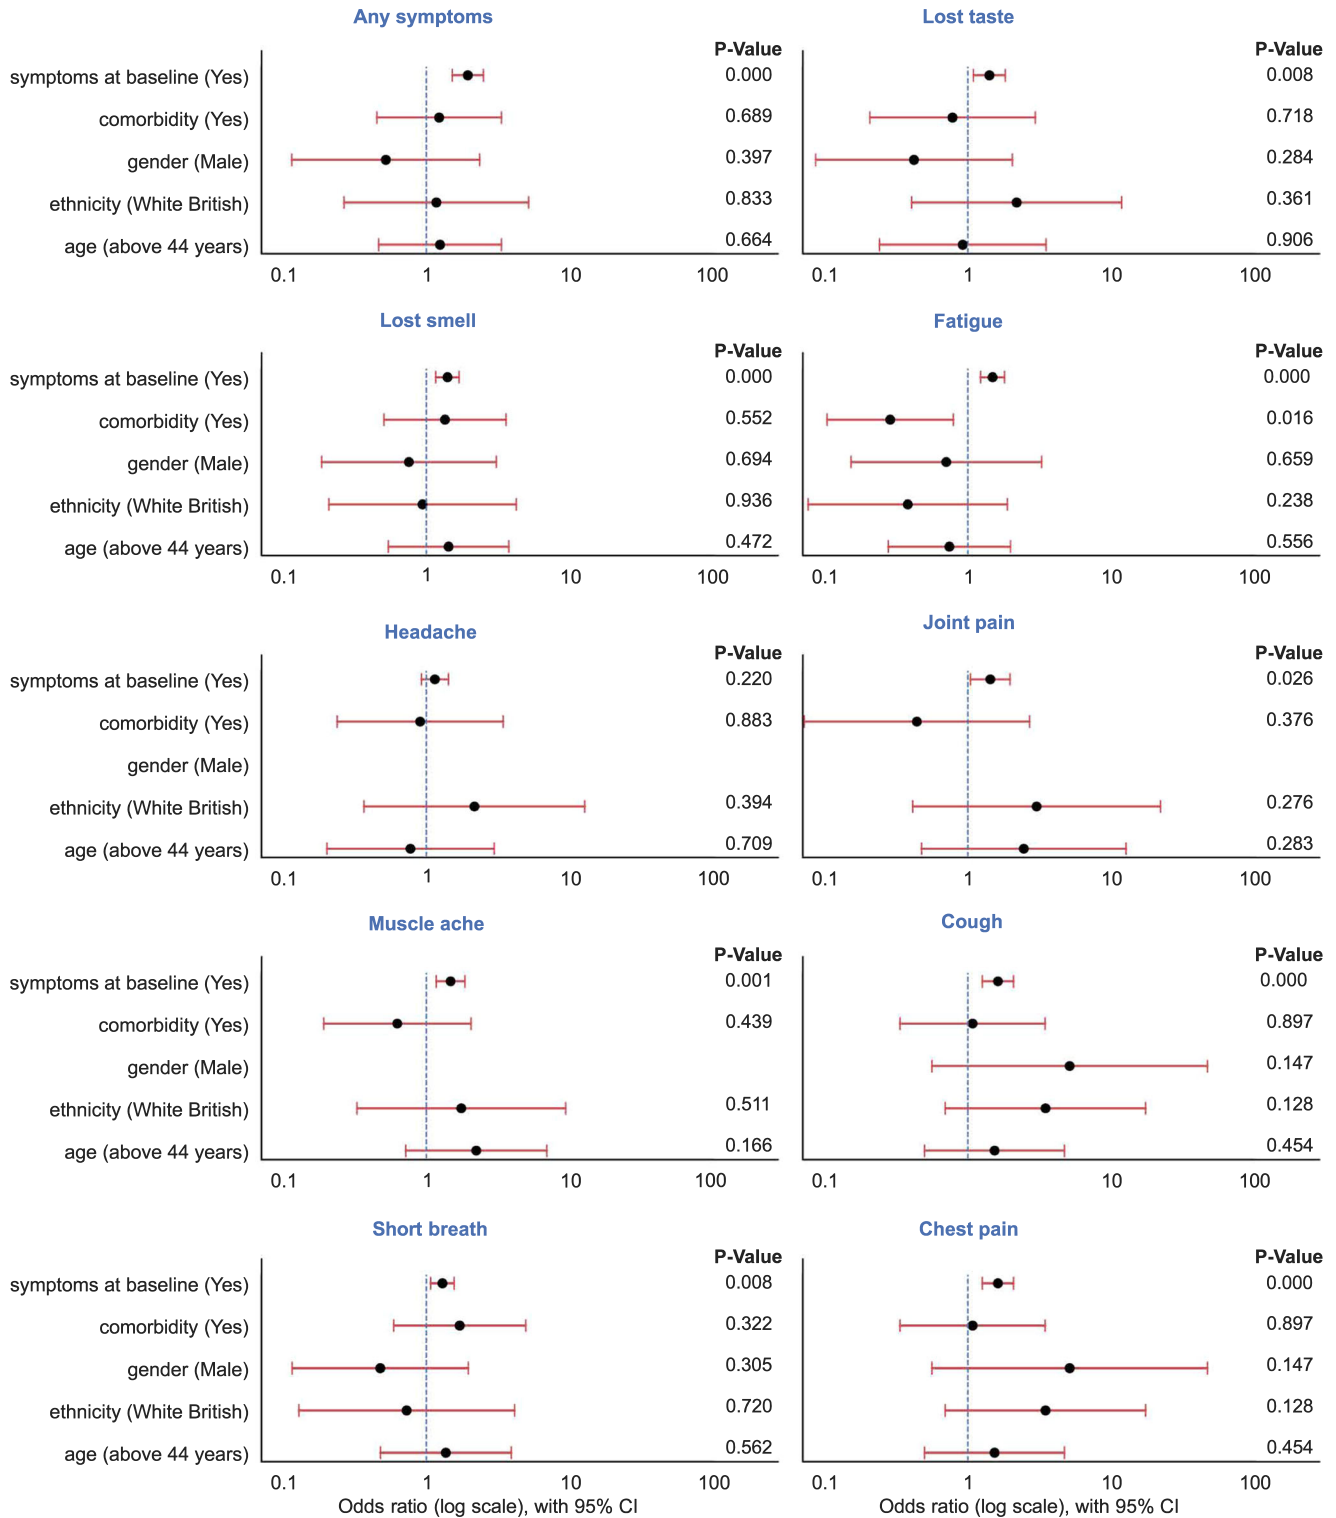 Any symptoms
P-Value
symptoms at baseline (Yes) 0.000
comorbidity (Yes) 0.689
gender (Male) 0.397
ethnicity (White British) 0.833
age (above 44 years) 0.664
0.1 1 10 100
Lost taste
P-Value
0.008
0.718
0.284
0.361
0.906
0.1 1 10 100
Lost smell
P-Value
symptoms at baseline (Yes) 0.000
comorbidity (Yes) 0.552
gender (Male) 0.694
ethnicity (White British) 0.936
age (above 44 years) 0.472
0.1 1 10 100
Fatigue
P-Value
0.000
0.016
0.659
0.238
0.556
0.1 1 10 100
Headache
P-Value
symptoms at baseline (Yes) 0.220
comorbidity (Yes) 0.883
gender (Male)
ethnicity (White British) 0.394
age (above 44 years) 0.709
0.1 1 10 100
Joint pain
P-Value
0.026
0.376
0.276
0.283
0.1 1 10 100
Muscle ache
P-Value
symptoms at baseline (Yes) 0.001
comorbidity (Yes) 0.439
gender (Male)
ethnicity (White British) 0.511
age (above 44 years) 0.166
0.1 1 10 100
Cough
P-Value
0.000
0.897
0.147
0.128
0.454
0.1 1 10 100
Short breath
P-Value
symptoms at baseline (Yes) 0.008
comorbidity (Yes) 0.322
gender (Male) 0.305
ethnicity (White British) 0.720
age (above 44 years) 0.562
0.1 1 10 100
Odds ratio (log scale), with 95% CI
Chest pain
P-Value
0.000
0.897
0.147
0.128
0.454
0.1 1 10 100
Odds ratio (log scale), with 95% CI